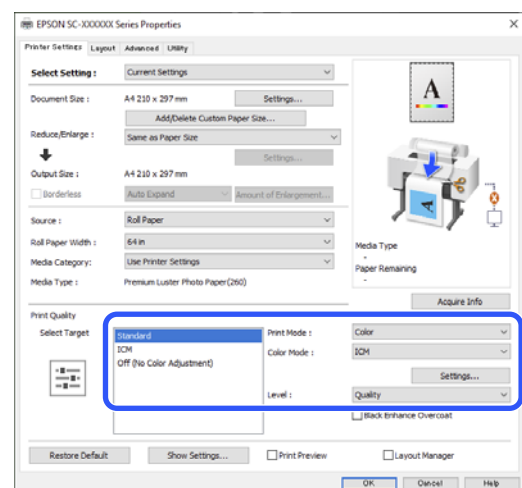 EPSON SC-XXXXXX Series Properties
Printer Settings Layout Advanced Utility
Select Setting : Current Settings
Document Size : A4 210 x 297 mm Settings...
Add/Delete Custom Paper Size...
Reduce/Enlarge : Same as Paper Size
Settings...
Output Size : A4 210 x 297 mm
Borderless Auto Expand Amount of Enlargement...
Source : Roll Paper
Roll Paper Width : 64 in
Media Category: Use Printer Settings
Media Type : Premium Luster Photo Paper(260)
A
Media Type
-
Paper Remaining
-
Acquire Info
Print Quality
Select Target
Standard
ICM
Off (No Color Adjustment)
Print Mode : Color
Color Mode : ICM
Settings...
Level : Quality
Black Enhance Overcoat
Restore Default Show Settings... Print Preview Layout Manager
OK Cancel Help